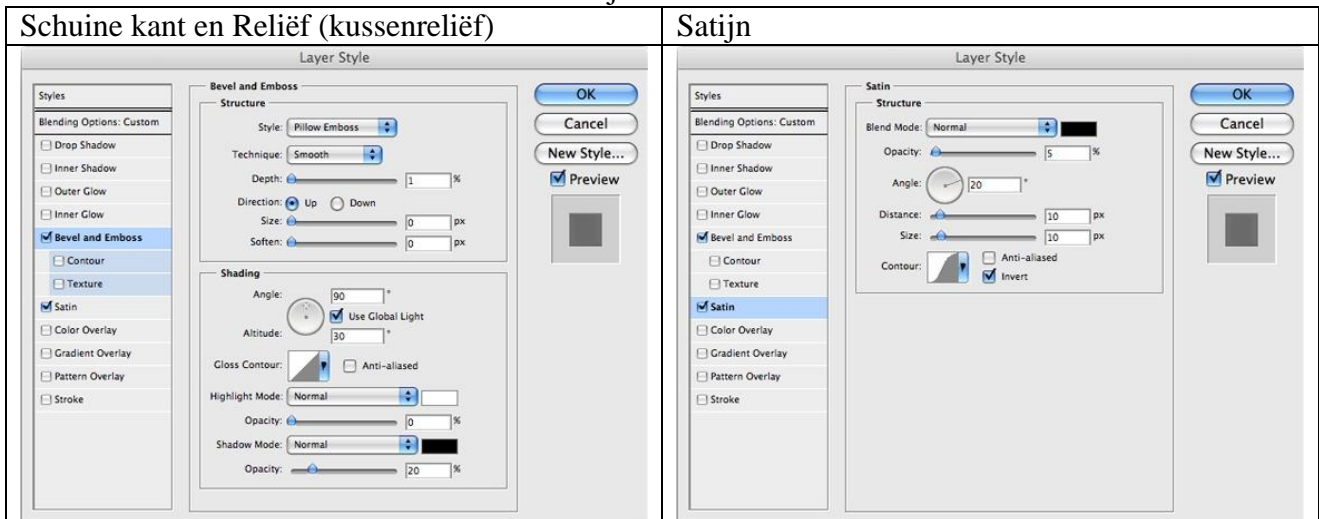 Schuine kant en Reliëf (kussenreliëf)
Layer Style
Styles
Blending Options: Custom
Drop Shadow
Inner Shadow
Outer Glow
Inner Glow
Bevel and Emboss
Contour
Texture
Satin
Color Overlay
Gradient Overlay
Pattern Overlay
Stroke
Bevel and Emboss
Structure
Style: Pillow Emboss
Technique: Smooth
Depth: 1 %
Direction: Up Down
Size: 0 px
Soften: 0 px
Shading
Angle: 90 °
Use Global Light
Altitude: 30 °
Gloss Contour: Anti-aliased
Highlight Mode: Normal
Opacity: 0 %
Shadow Mode: Normal
Opacity: 20 %
OK
Cancel
New Style...
Preview
Satijn
Layer Style
Styles
Blending Options: Custom
Drop Shadow
Inner Shadow
Outer Glow
Inner Glow
Bevel and Emboss
Contour
Texture
Satin
Color Overlay
Gradient Overlay
Pattern Overlay
Stroke
Satin
Structure
Blend Mode: Normal
Opacity: 5 %
Angle: 20 °
Distance: 10 px
Size: 10 px
Contour: Anti-aliased
Invert
OK
Cancel
New Style...
Preview